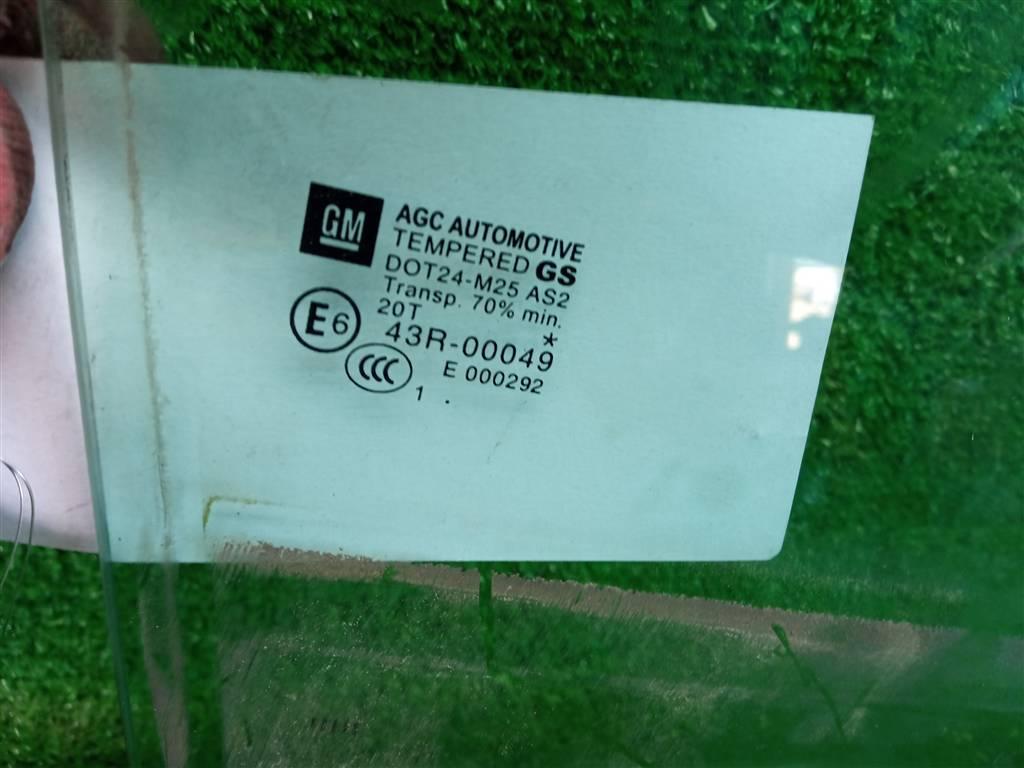 GM
AGC AUTOMOTIVE
TEMPERED GS
DOT24-M25 AS2
Transp. 70% min.
20T *
E6
43R-00049
CCC
E 000292
1 .